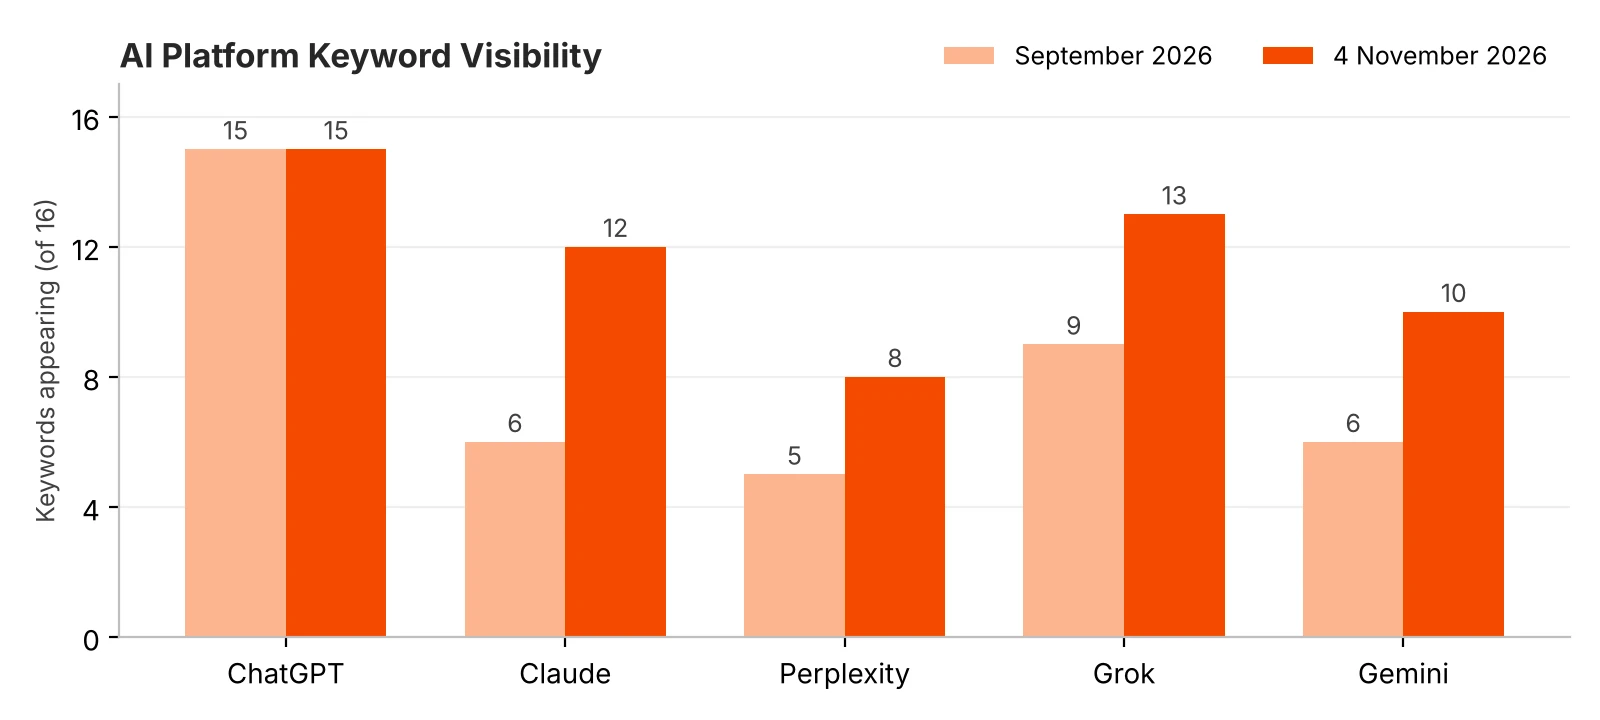 AI Platform Keyword Visibility
September 2026
4 November 2026
Keywords appearing (of 16)
16
12
8
4
0
15
15
6
12
5
8
9
13
6
10
ChatGPT
Claude
Perplexity
Grok
Gemini